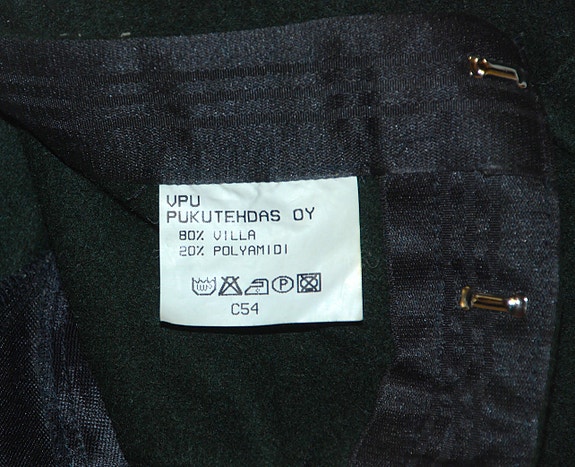 VPU
PUKUTEHDAS OY
80% VILLA
20% POLYAMIDI
P
C54